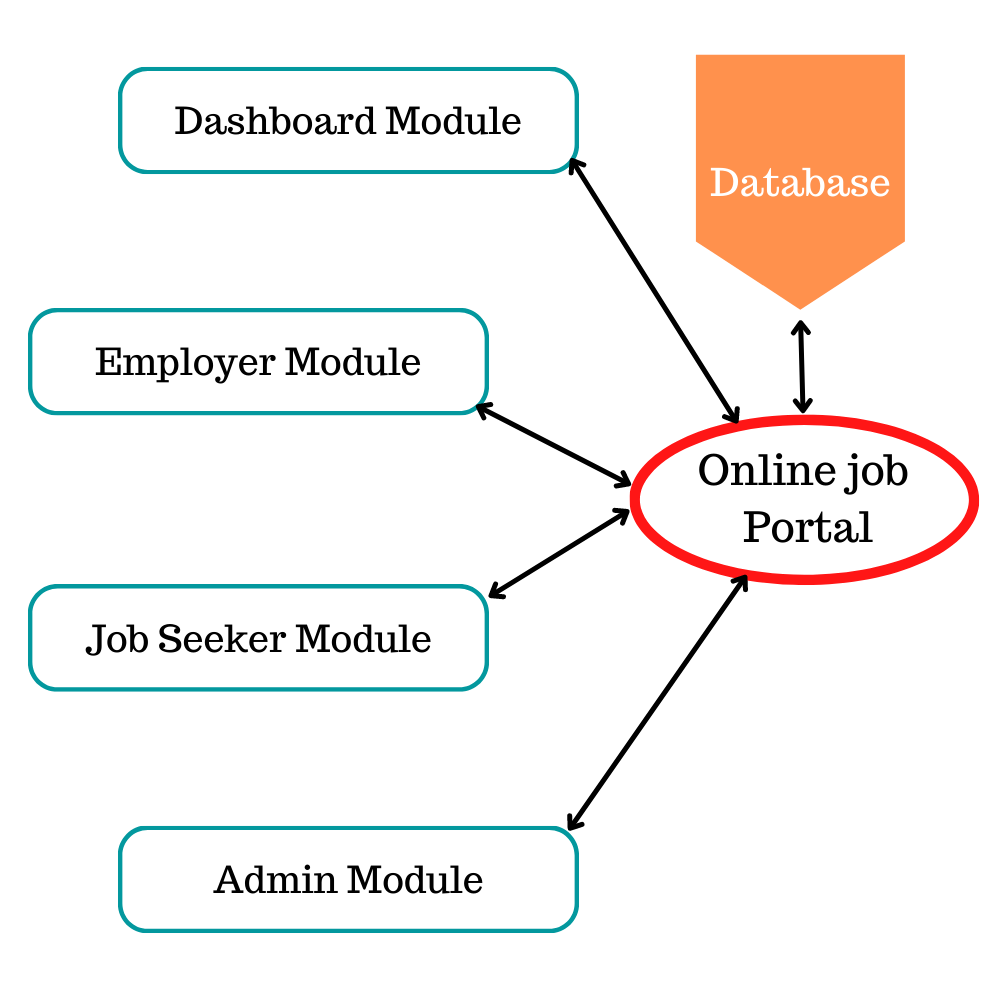 Dashboard Module
Database
Employer Module
Online job
Portal
Job Seeker Module
Admin Module